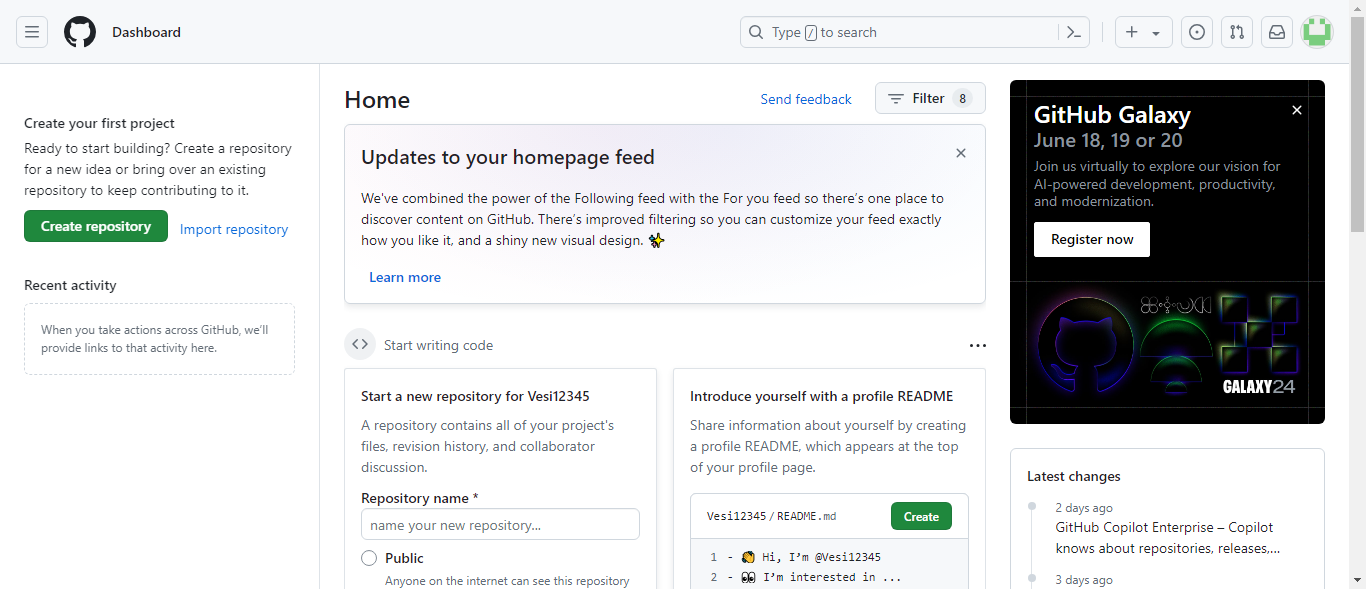 Dashboard
Type / to search
Create your first project
Ready to start building? Create a repository
for a new idea or bring over an existing
repository to keep contributing to it.
Create repository
Import repository
Recent activity
When you take actions across GitHub, we'll
provide links to that activity here.
Home
Send feedback
Filter 8
Updates to your homepage feed
We've combined the power of the Following feed with the For you feed so there's one place to
discover content on GitHub. There's improved filtering so you can customize your feed exactly
how you like it, and a shiny new visual design. ✨
Learn more
Start writing code
Start a new repository for Vesi12345
A repository contains all of your project's
files, revision history, and collaborator
discussion.
Repository name *
name your new repository...
Public
Anyone on the internet can see this repository
Introduce yourself with a profile README
Share information about yourself by creating
a profile README, which appears at the top
of your profile page.
Vesi12345 / README.md
Create
1 - 👋 Hi, I'm @Vesi12345
2 - 👀 I'm interested in ...
GitHub Galaxy
June 18, 19 or 20
Join us virtually to explore our vision for
AI-powered development, productivity,
and modernization.
Register now
GALAXY24
Latest changes
2 days ago
GitHub Copilot Enterprise – Copilot
knows about repositories, releases,...
3 days ago